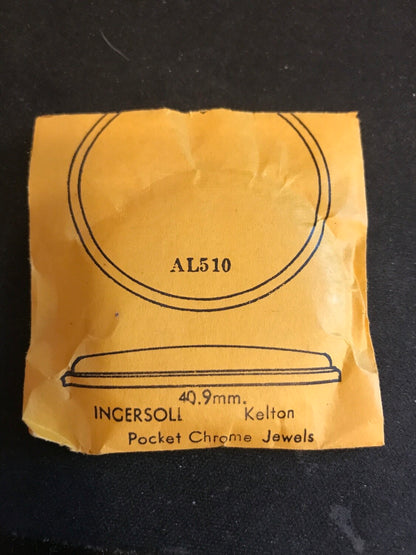 AL510
40.9mm.
INGERSOLL Kelton
Pocket Chrome Jewels